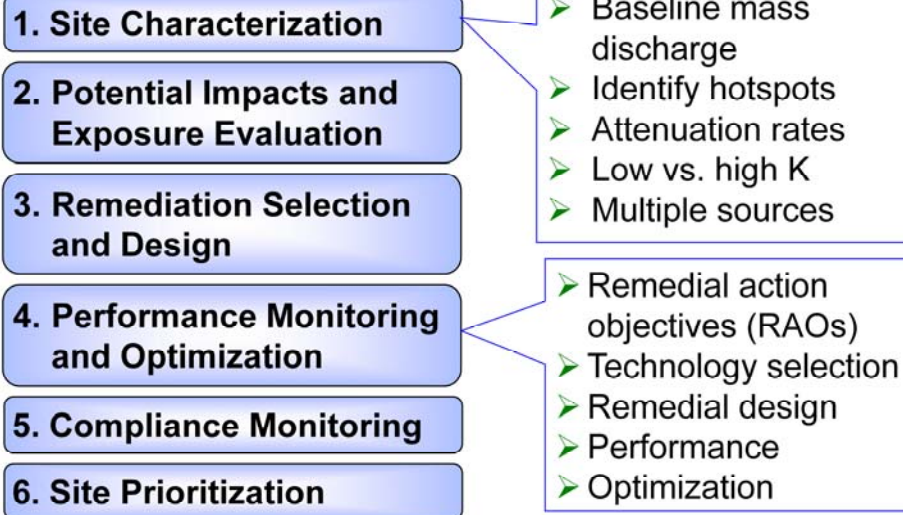 1. Site Characterization
2. Potential Impacts and
Exposure Evaluation
3. Remediation Selection
and Design
4. Performance Monitoring
and Optimization
5. Compliance Monitoring
6. Site Prioritization
➢ Baseline mass
discharge
➢ Identify hotspots
➢ Attenuation rates
➢ Low vs. high K
➢ Multiple sources
➢ Remedial action
objectives (RAOs)
➢ Technology selection
➢ Remedial design
➢ Performance
➢ Optimization